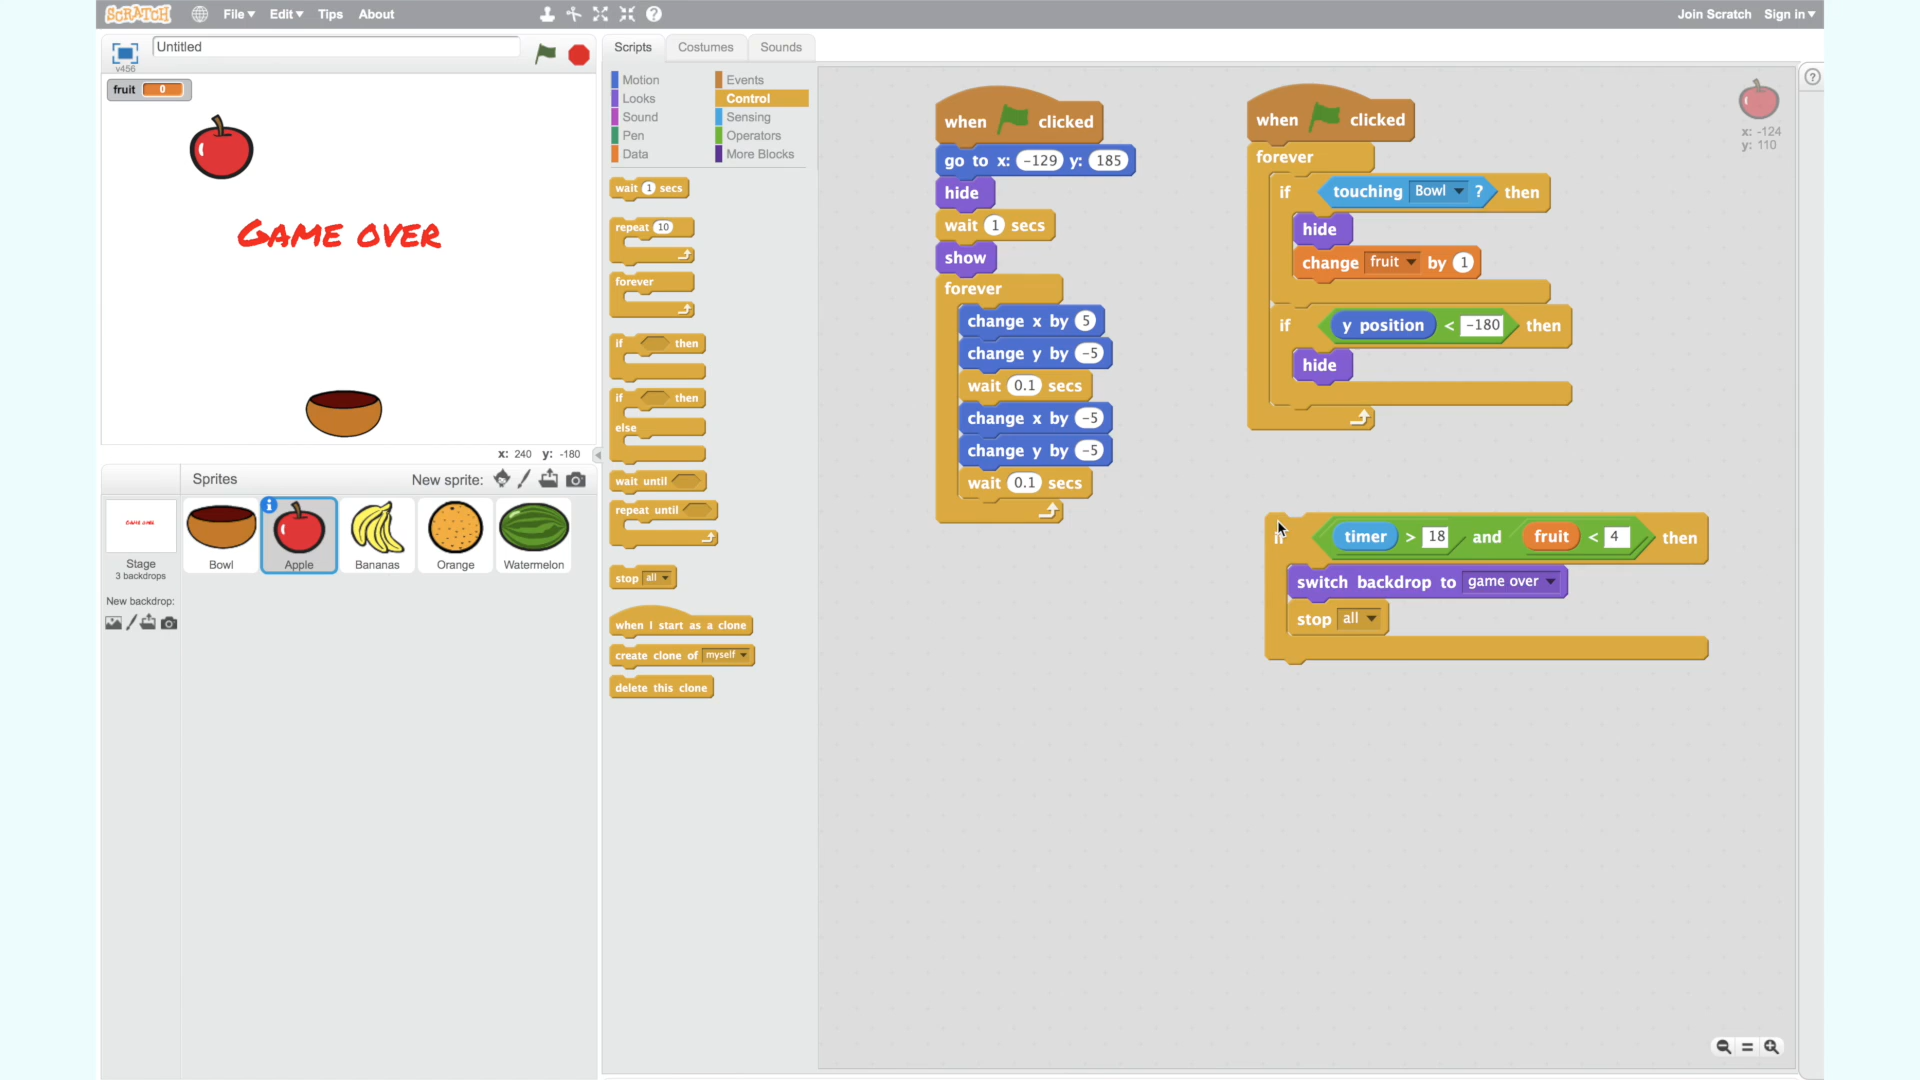 SCRATCH File Edit Tips About Join Scratch Sign in
v456
Untitled
fruit 0
GAME OVER
x: 240 y: -180
Sprites New sprite:
Stage
3 backdrops
New backdrop:
Bowl Apple Bananas Orange Watermelon
Scripts Costumes Sounds
Motion Events
Looks Control
Sound Sensing
Pen Operators
Data More Blocks
wait 1 secs
repeat 10
forever
if then
if then
else
wait until
repeat until
stop all
when I start as a clone
create clone of myself
delete this clone
when clicked
go to x: -129 y: 185
hide
wait 1 secs
show
forever
change x by 5
change y by -5
wait 0.1 secs
change x by -5
change y by -5
wait 0.1 secs
when clicked
forever
if touching Bowl ? then
hide
change fruit by 1
if y position < -180 then
hide
if timer > 18 and fruit < 4 then
switch backdrop to game over
stop all
x: -124
y: 110